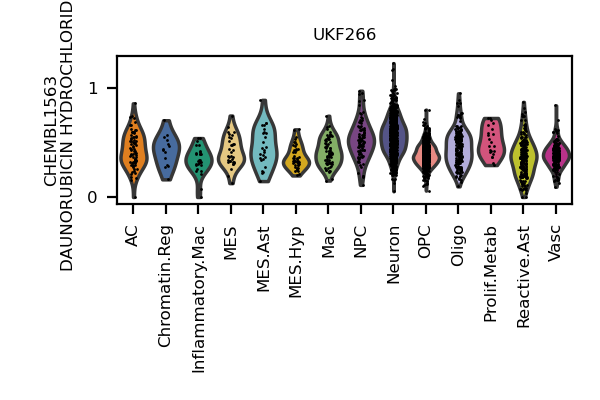 UKF266
CHEMBL1563
DAUNORUBICIN HYDROCHLORID
1
0
AC
Chromatin.Reg
Inflammatory.Mac
MES
MES.Ast
MES.Hyp
Mac
NPC
Neuron
OPC
Oligo
Prolif.Metab
Reactive.Ast
Vasc